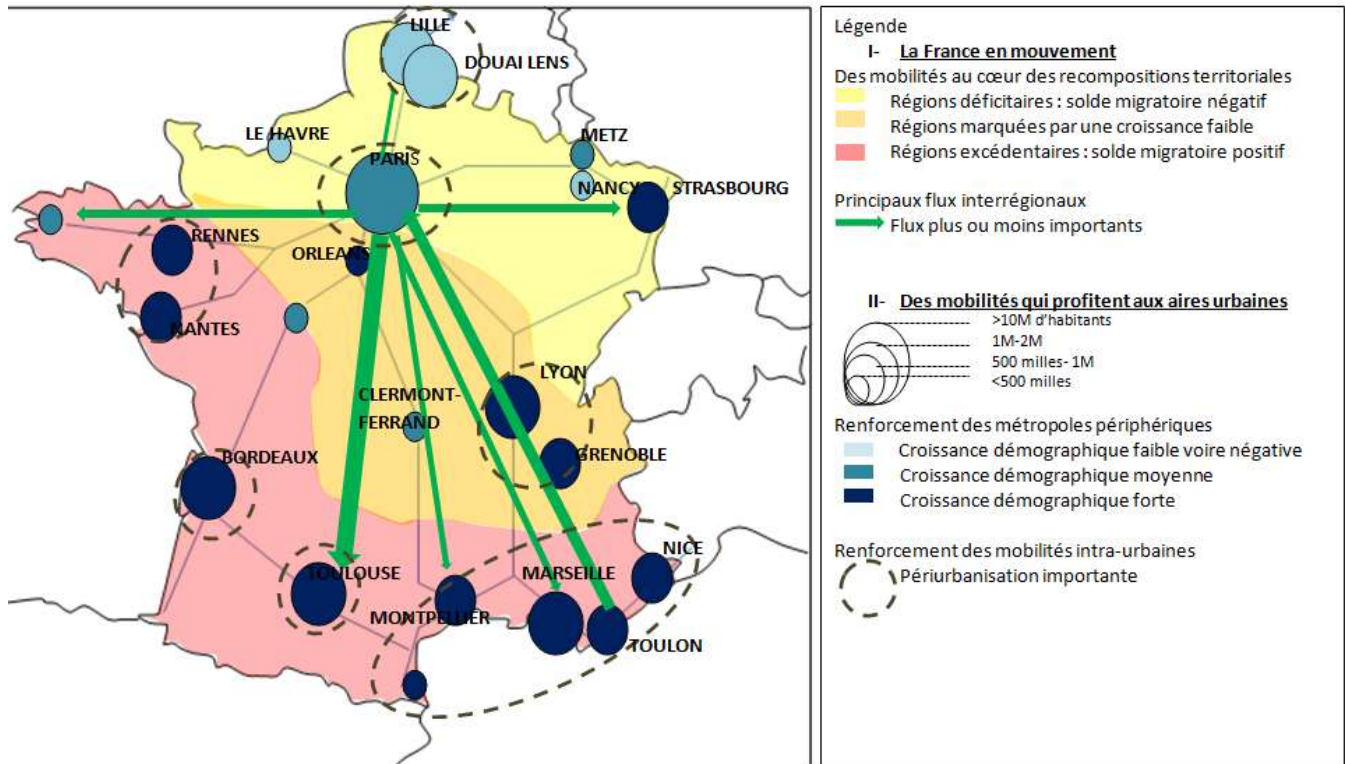 LILLE
DOUAI LENS
LE HAVRE
METZ
PARIS
NANCY
STRASBOURG
RENNES
ORLEANS
NANTES
LYON
CLERMONT-
FERRAND
GRENOBLE
BORDEAUX
NICE
TOULOUSE
MARSEILLE
MONTPELLIER
TOULON
Légende
I- La France en mouvement
Des mobilités au cœur des recompositions territoriales
Régions déficitaires : solde migratoire négatif
Régions marquées par une croissance faible
Régions excédentaires : solde migratoire positif
Principaux flux interrégionaux
Flux plus ou moins importants
II- Des mobilités qui profitent aux aires urbaines
>10M d'habitants
1M-2M
500 milles- 1M
<500 milles
Renforcement des métropoles périphériques
Croissance démographique faible voire négative
Croissance démographique moyenne
Croissance démographique forte
Renforcement des mobilités intra-urbaines
Périurbanisation importante